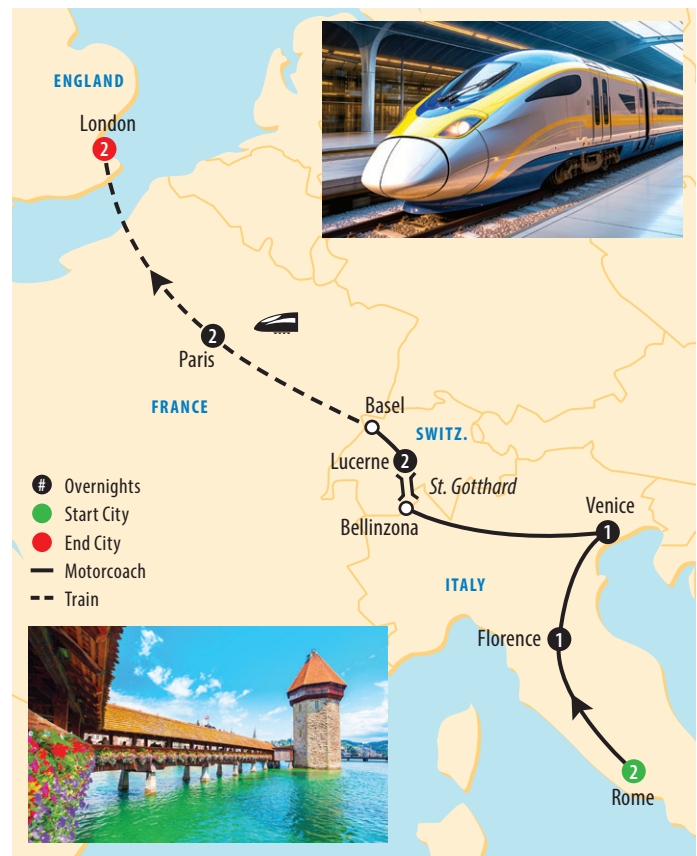 ENGLAND
London
2
2
Paris
FRANCE
Basel
SWITZ.
Lucerne 2
St. Gotthard
Bellinzona
Venice
1
ITALY
Florence 1
2
Rome
# Overnights
Start City
End City
Motorcoach
Train